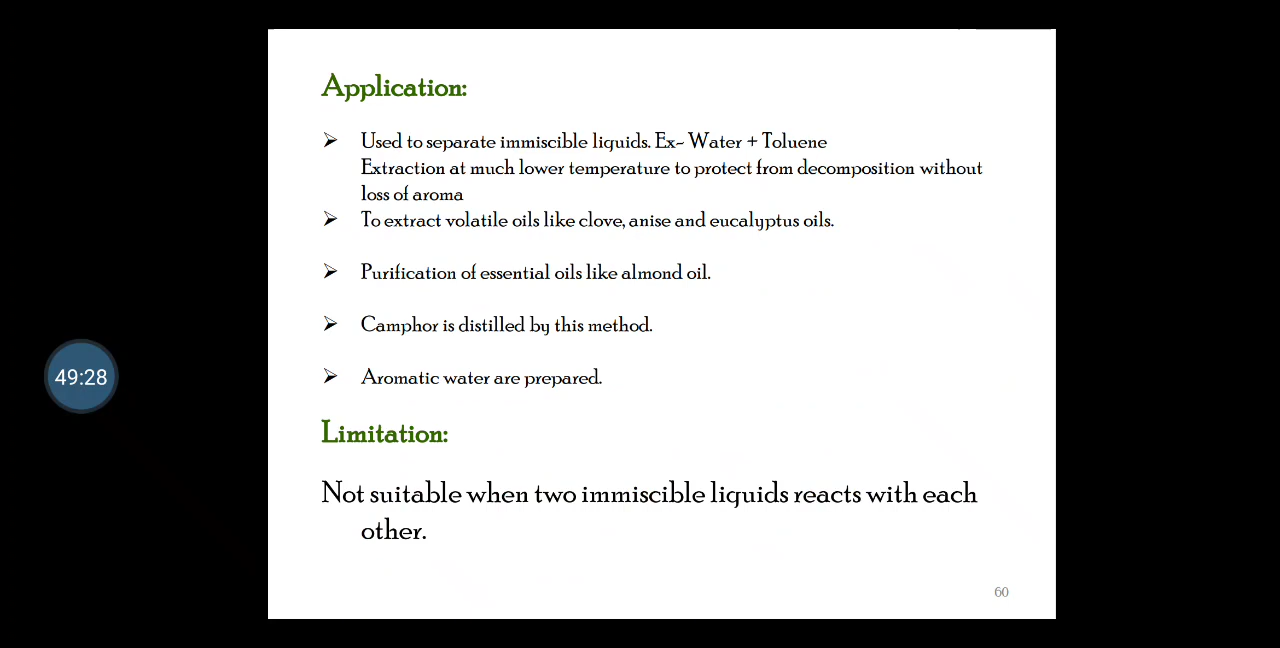 Application:
➢ Used to separate immiscible liquids. Ex- Water + Toluene
Extraction at much lower temperature to protect from decomposition without
loss of aroma
➢ To extract volatile oils like clove, anise and eucalyptus oils.
➢ Purification of essential oils like almond oil.
➢ Camphor is distilled by this method.
49:28
➢ Aromatic water are prepared.
Limitation:
Not suitable when two immiscible liquids reacts with each
other.
60